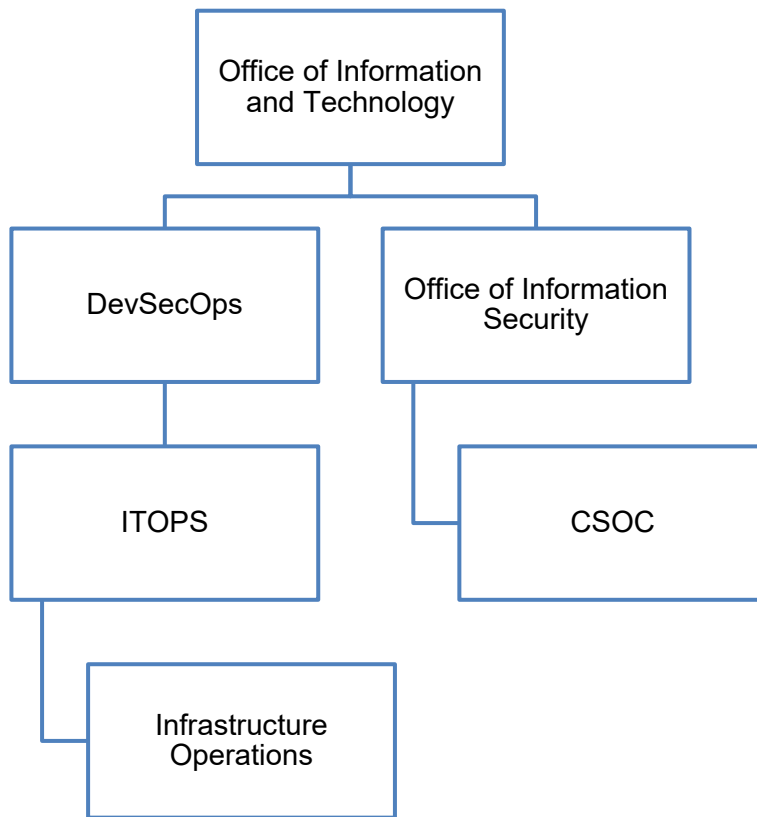 Office of Information
and Technology
DevSecOps
Office of Information
Security
ITOPS
CSOC
Infrastructure
Operations